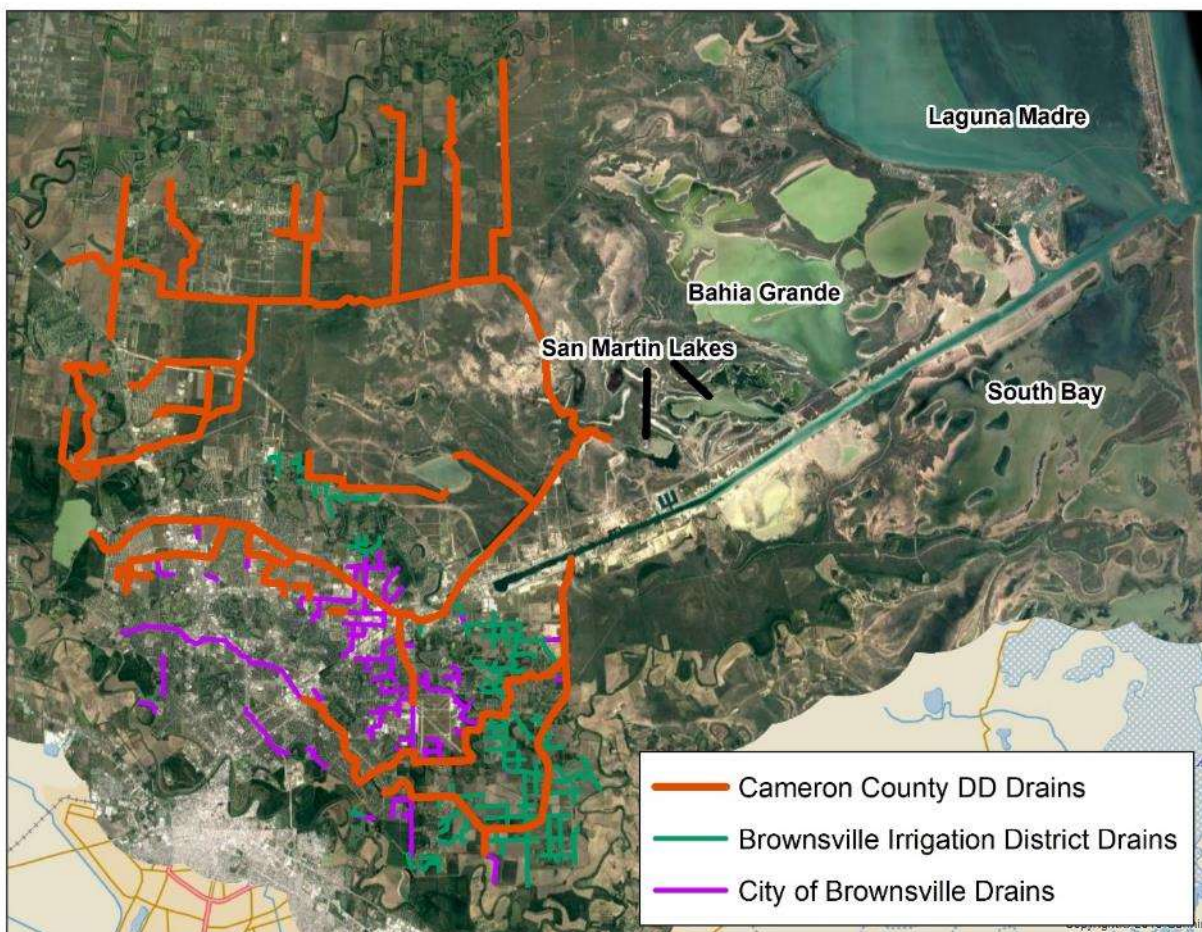 Laguna Madre
Bahia Grande
San Martin Lakes
South Bay
Cameron County DD Drains
Brownsville Irrigation District Drains
City of Brownsville Drains